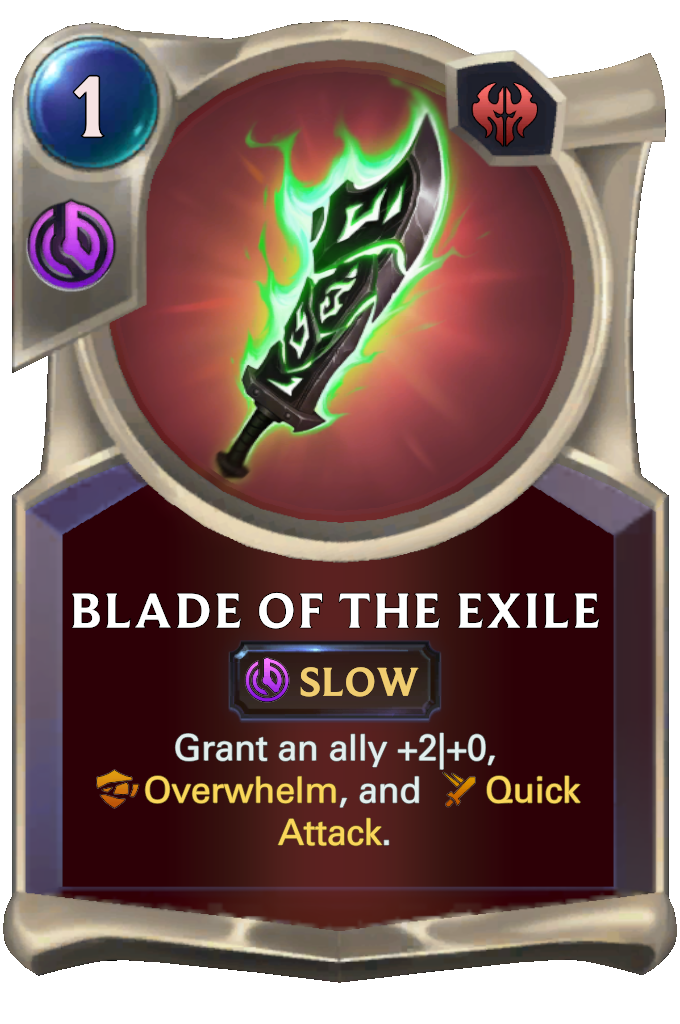 1
BLADE OF THE EXILE
SLOW
Grant an ally +2|+0,
Overwhelm, and Quick
Attack.